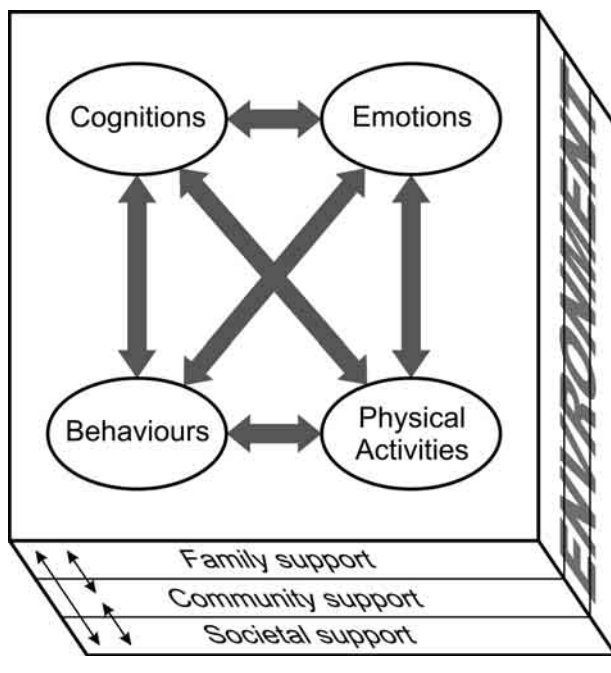 Cognitions
Emotions
Behaviours
Physical
Activities
ENVIRONMENT
Family support
Community support
Societal support